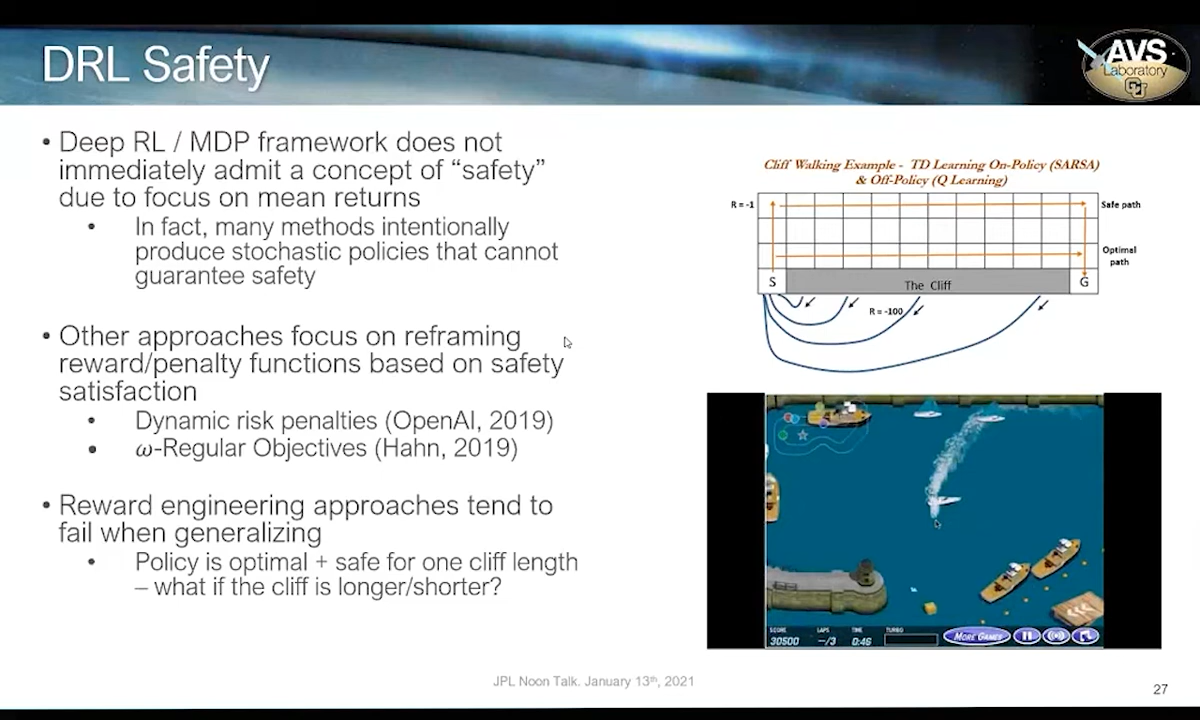 DRL Safety
AVS
Laboratory
CU
• Deep RL / MDP framework does not
immediately admit a concept of “safety”
due to focus on mean returns
• In fact, many methods intentionally
produce stochastic policies that cannot
guarantee safety
• Other approaches focus on reframing
reward/penalty functions based on safety
satisfaction
• Dynamic risk penalties (OpenAI, 2019)
• ω-Regular Objectives (Hahn, 2019)
• Reward engineering approaches tend to
fail when generalizing
• Policy is optimal + safe for one cliff length
– what if the cliff is longer/shorter?
Cliff Walking Example - TD Learning On-Policy (SARSA)
& Off-Policy (Q Learning)
R = -1
Safe path
Optimal
path
S
The Cliff
G
R = -100
SCORE LAPS TIME TURBO
30500 --/3 0:46
More Games
JPL Noon Talk. January 13th, 2021
27